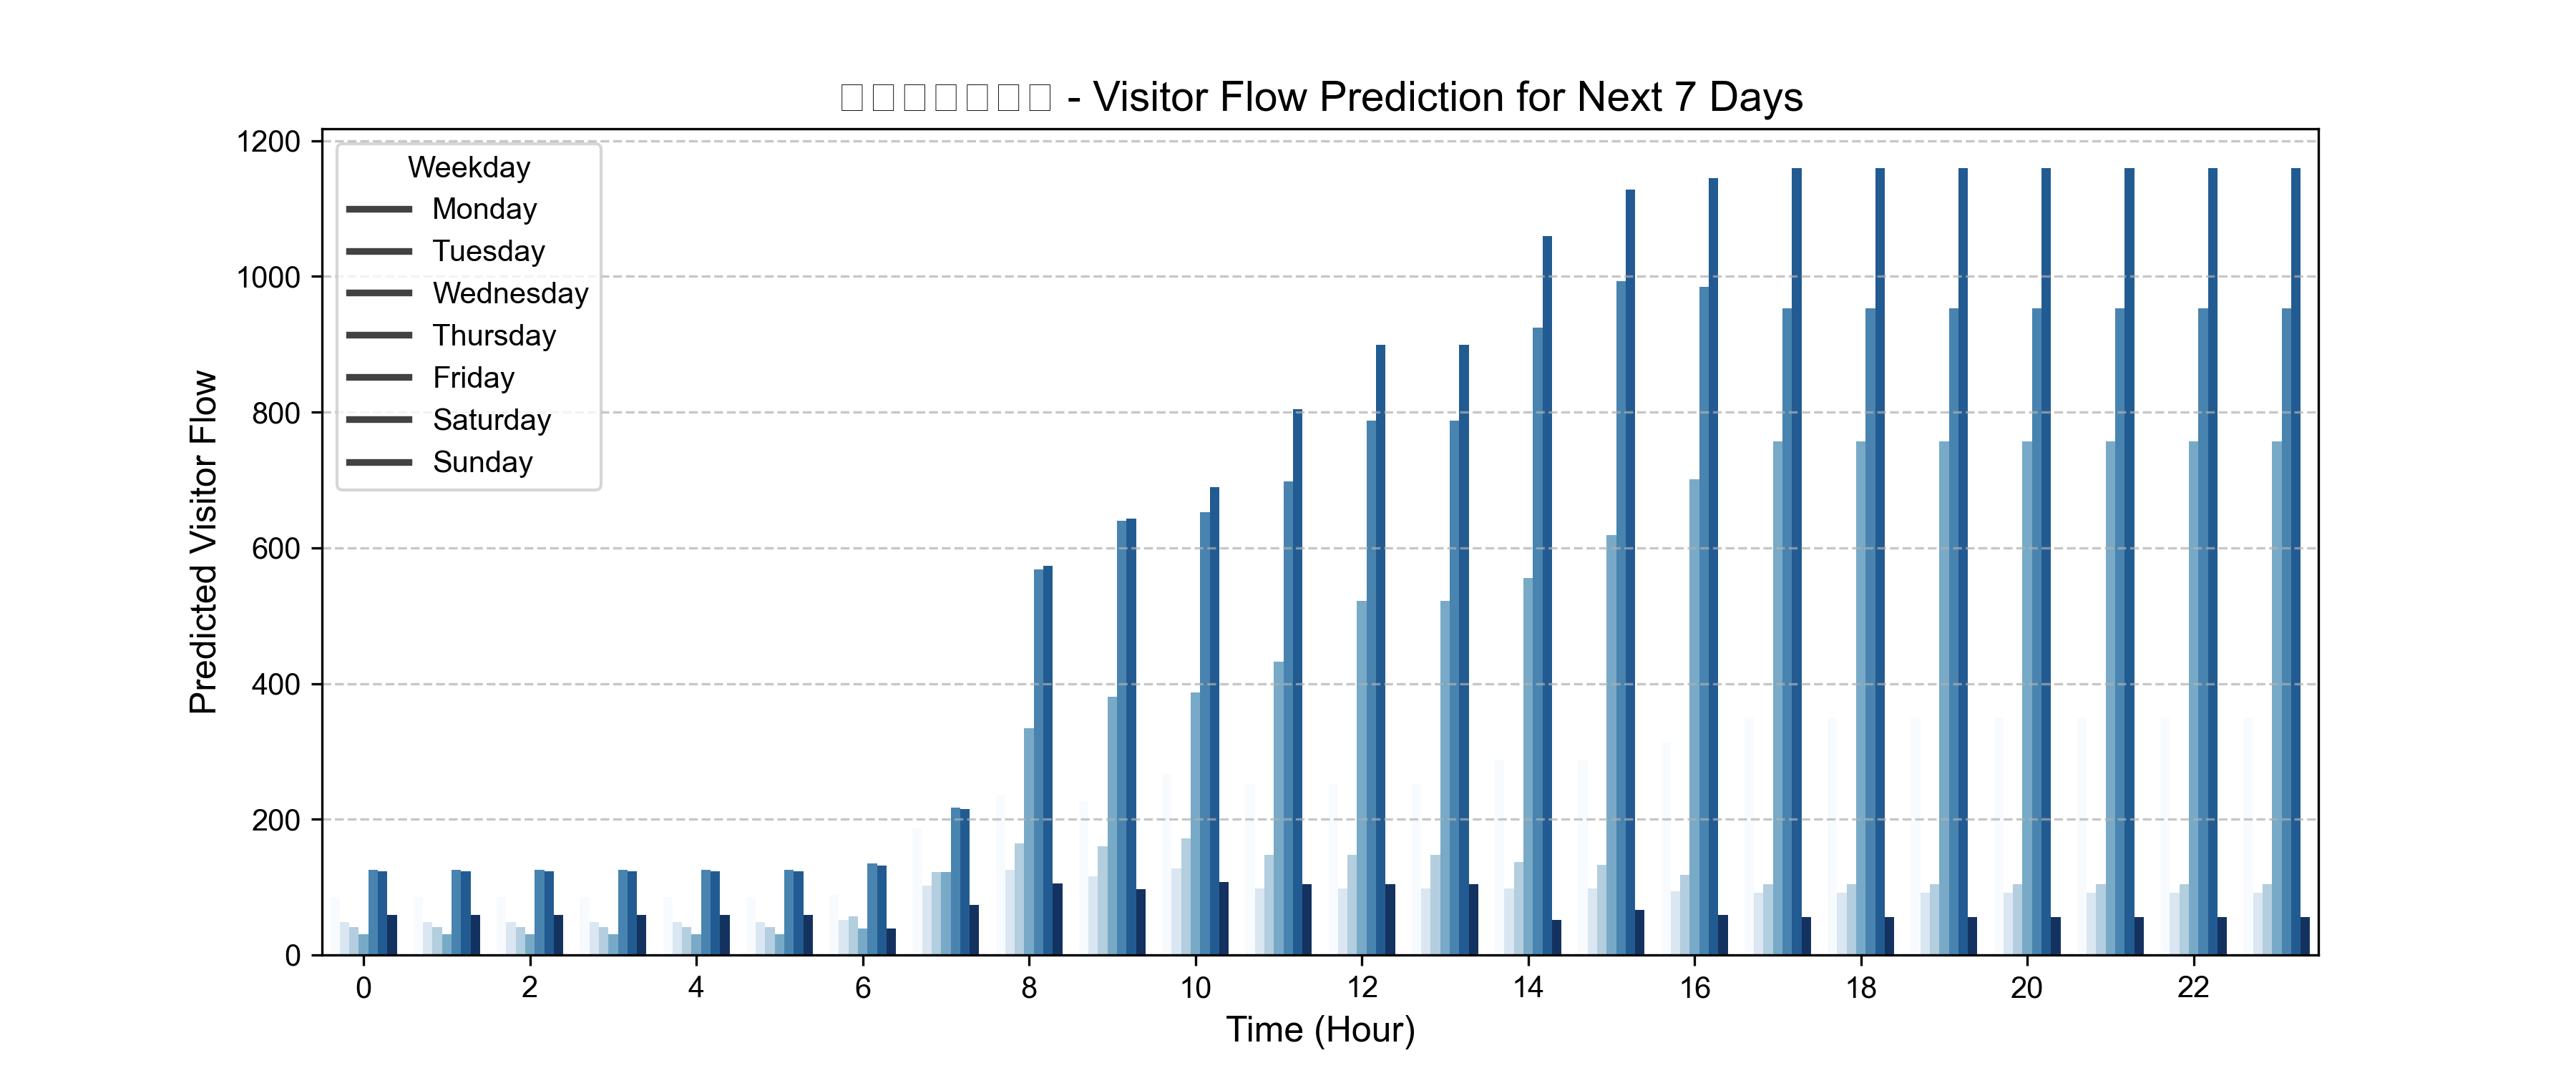 - Visitor Flow Prediction for Next 7 Days
Weekday
Monday
Tuesday
Wednesday
Thursday
Friday
Saturday
Sunday
Predicted Visitor Flow
1200
1000
800
600
400
200
0
0 2 4 6 8 10 12 14 16 18 20 22
Time (Hour)